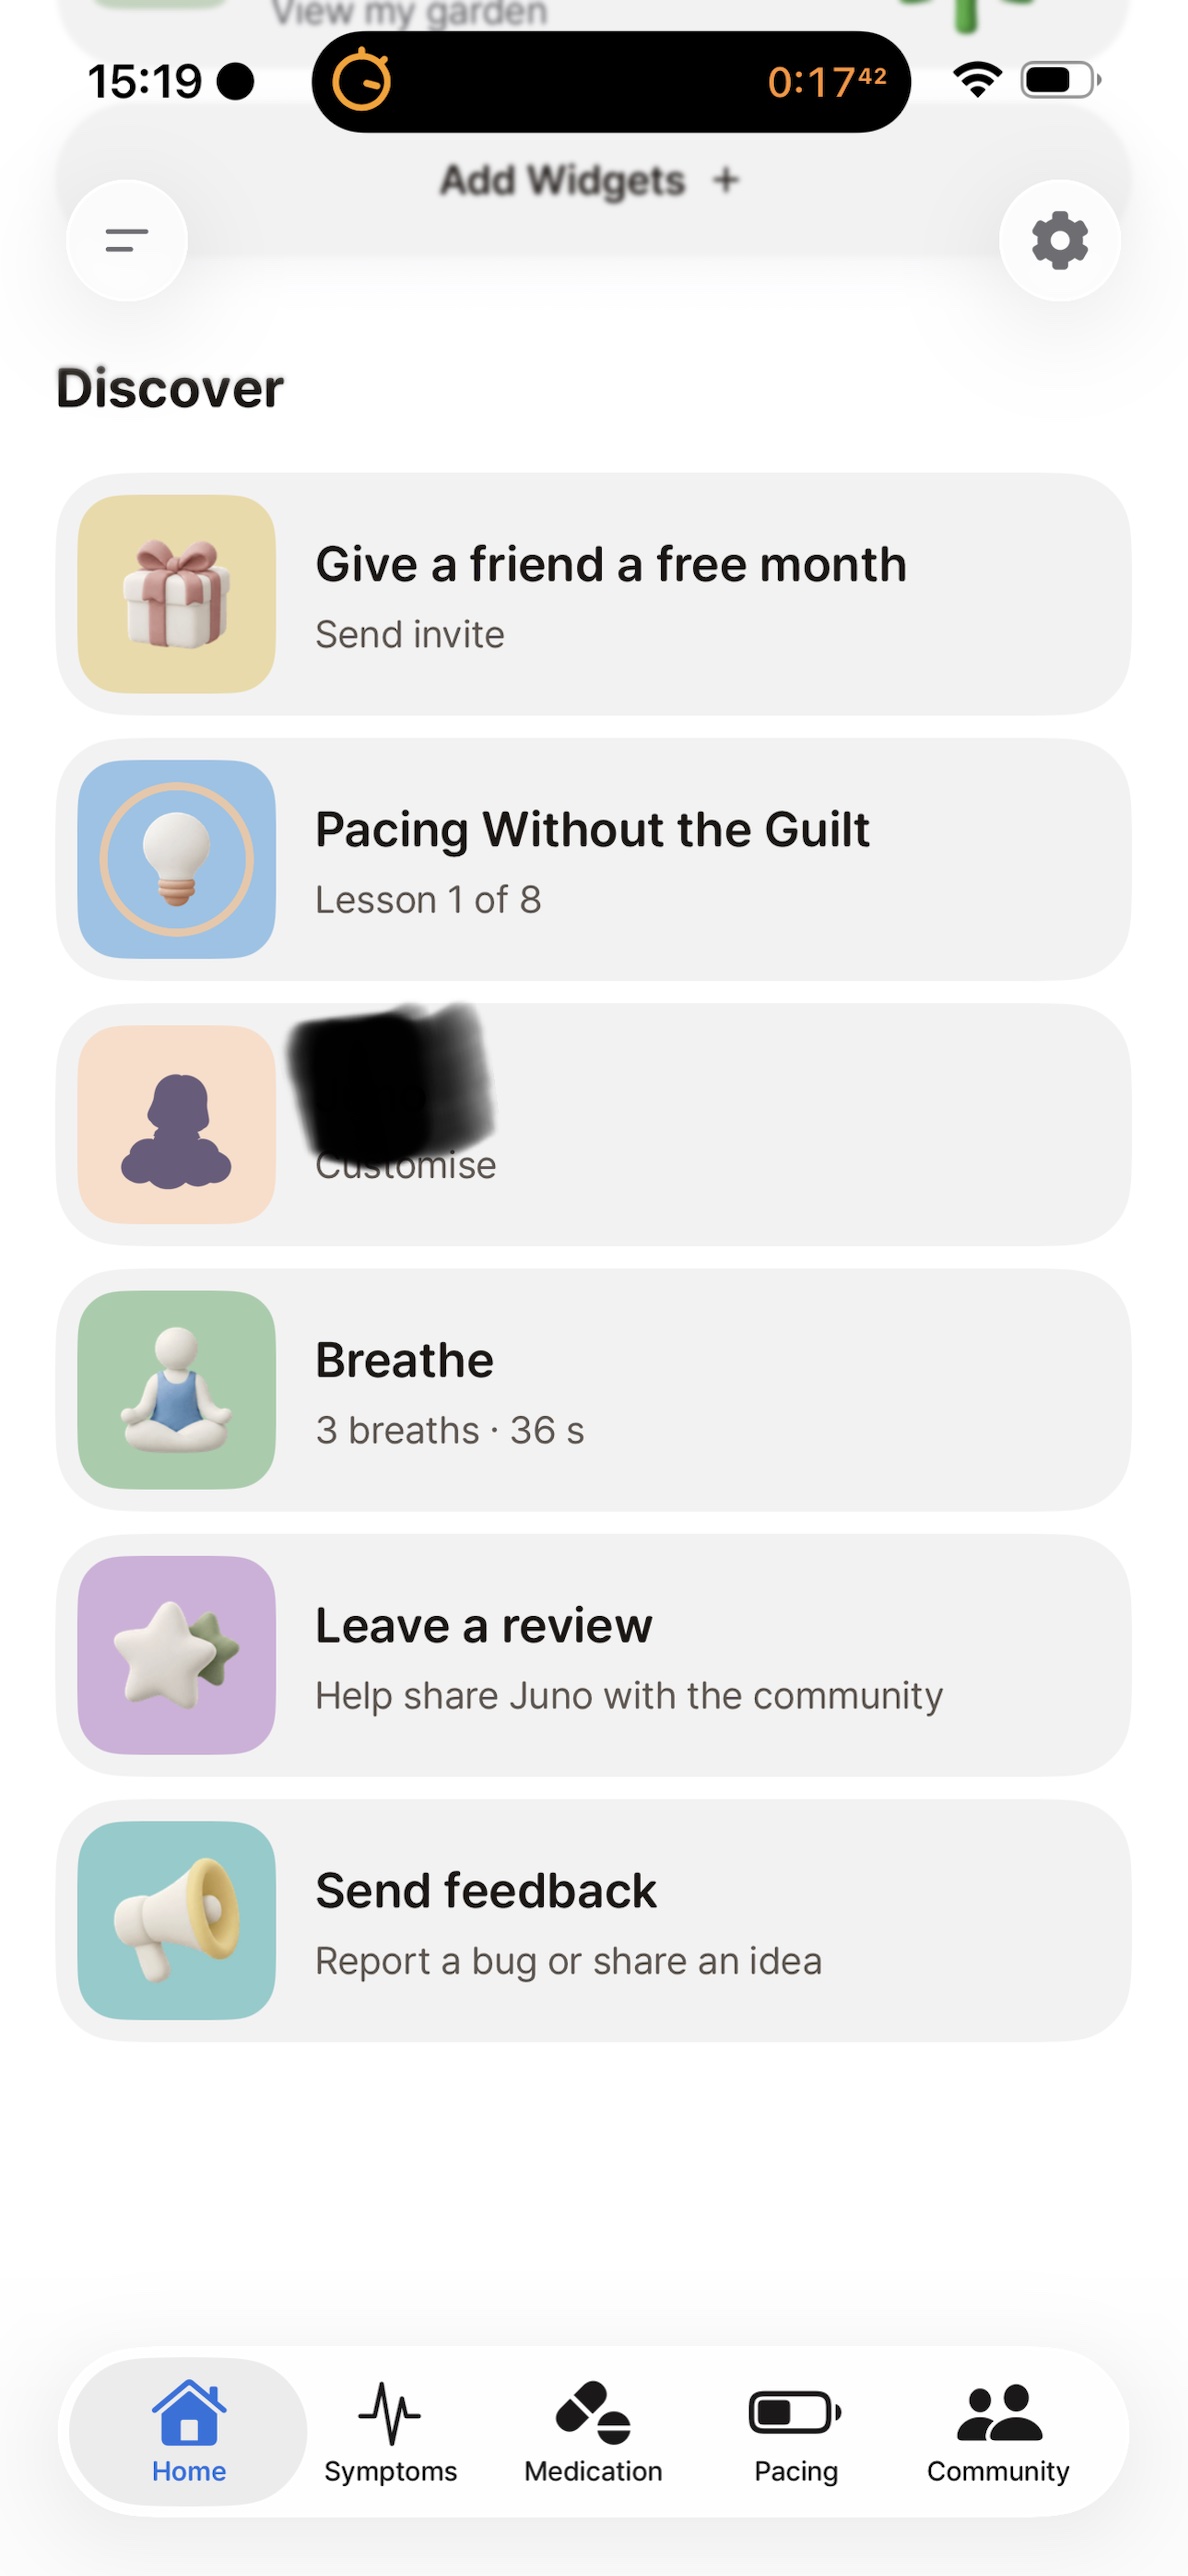 View my garden
15:19
0:17⁴²
Add Widgets +
Discover
Give a friend a free month
Send invite
Pacing Without the Guilt
Lesson 1 of 8
Customise
Breathe
3 breaths · 36 s
Leave a review
Help share Juno with the community
Send feedback
Report a bug or share an idea
Home
Symptoms
Medication
Pacing
Community